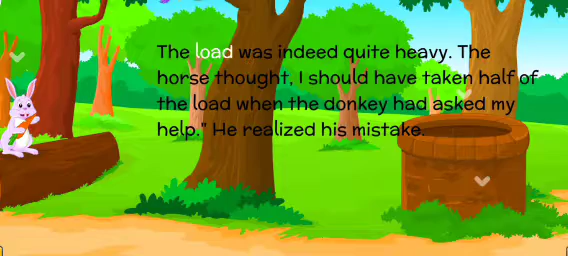 The load was indeed quite heavy. The
horse thought, I should have taken half of
the load when the donkey had asked my
help." He realized his mistake.